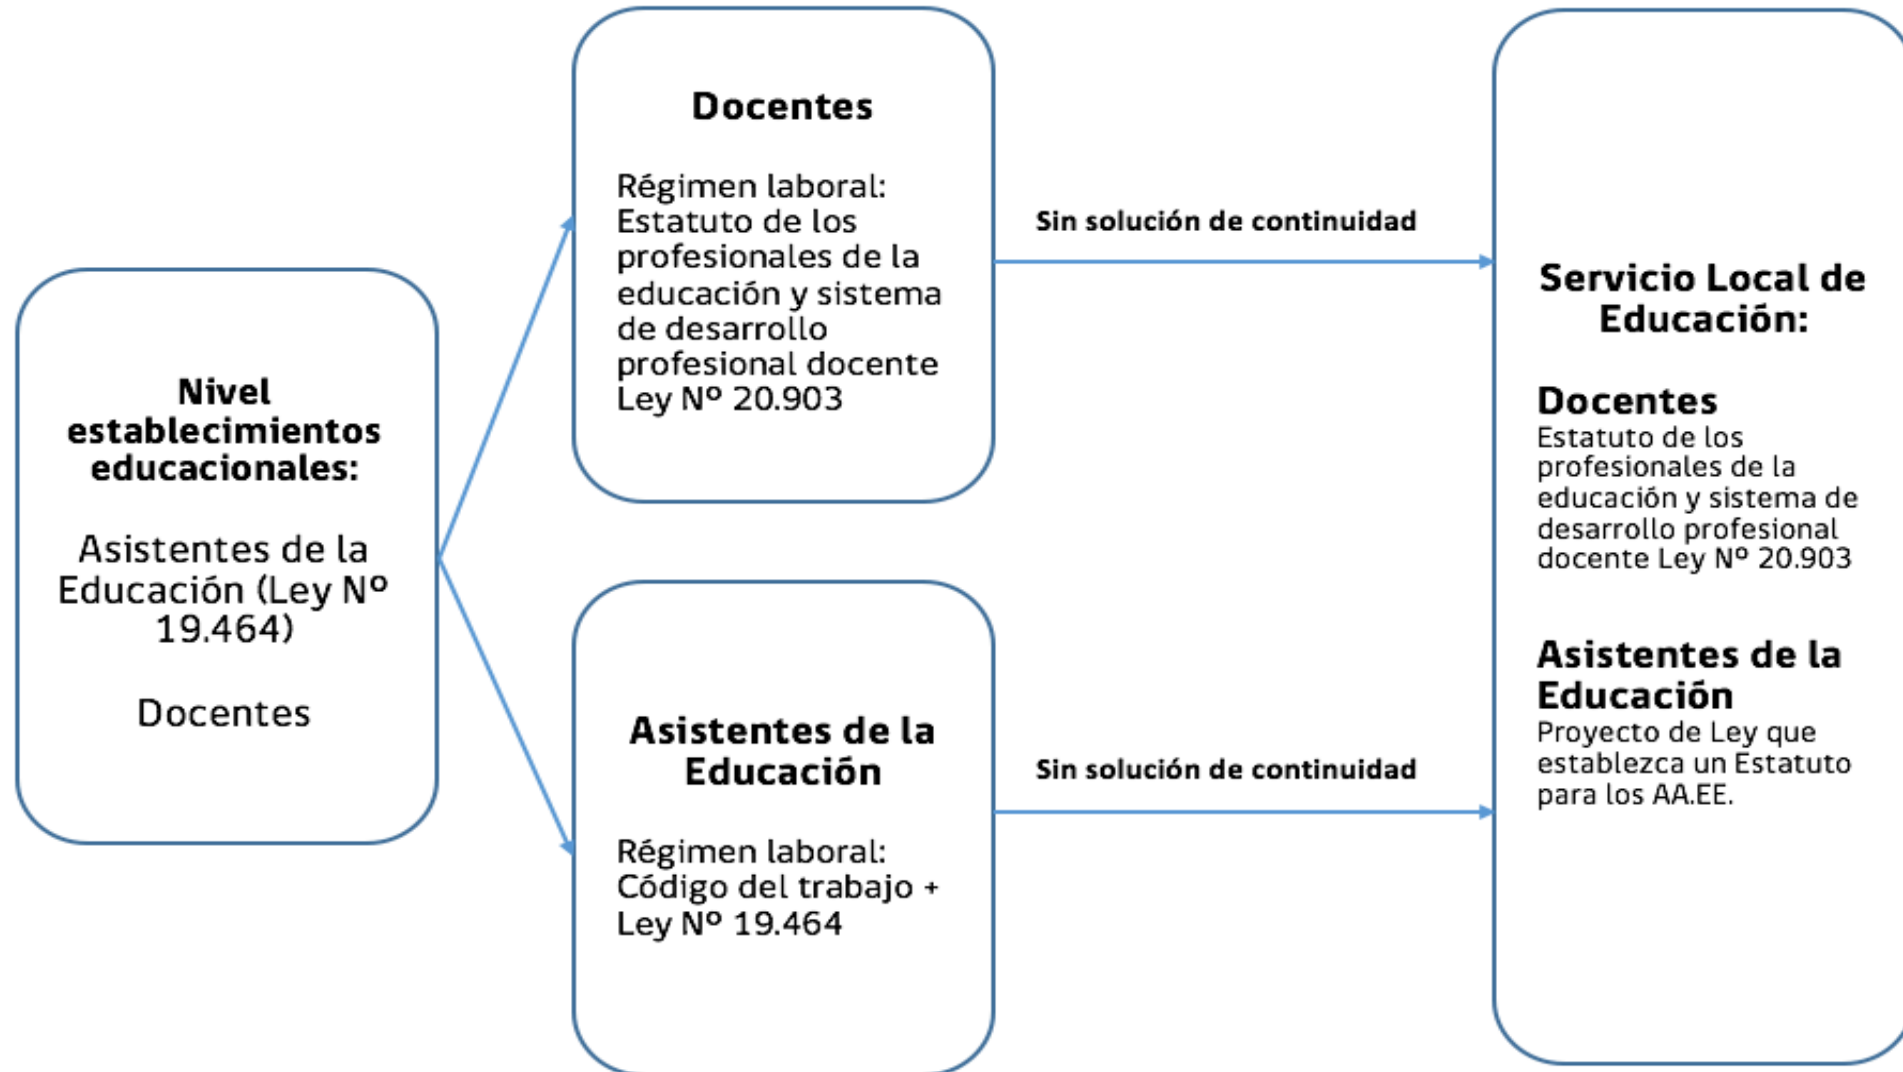 Nivel
establecimientos
educacionales:
Asistentes de la
Educación (Ley Nº
19.464)
Docentes
Docentes
Régimen laboral:
Estatuto de los
profesionales de la
educación y sistema
de desarrollo
profesional docente
Ley Nº 20.903
Asistentes de la
Educación
Régimen laboral:
Código del trabajo +
Ley Nº 19.464
Sin solución de continuidad
Sin solución de continuidad
Servicio Local de
Educación:
Docentes
Estatuto de los
profesionales de la
educación y sistema de
desarrollo profesional
docente Ley Nº 20.903
Asistentes de la
Educación
Proyecto de Ley que
establezca un Estatuto
para los AA.EE.